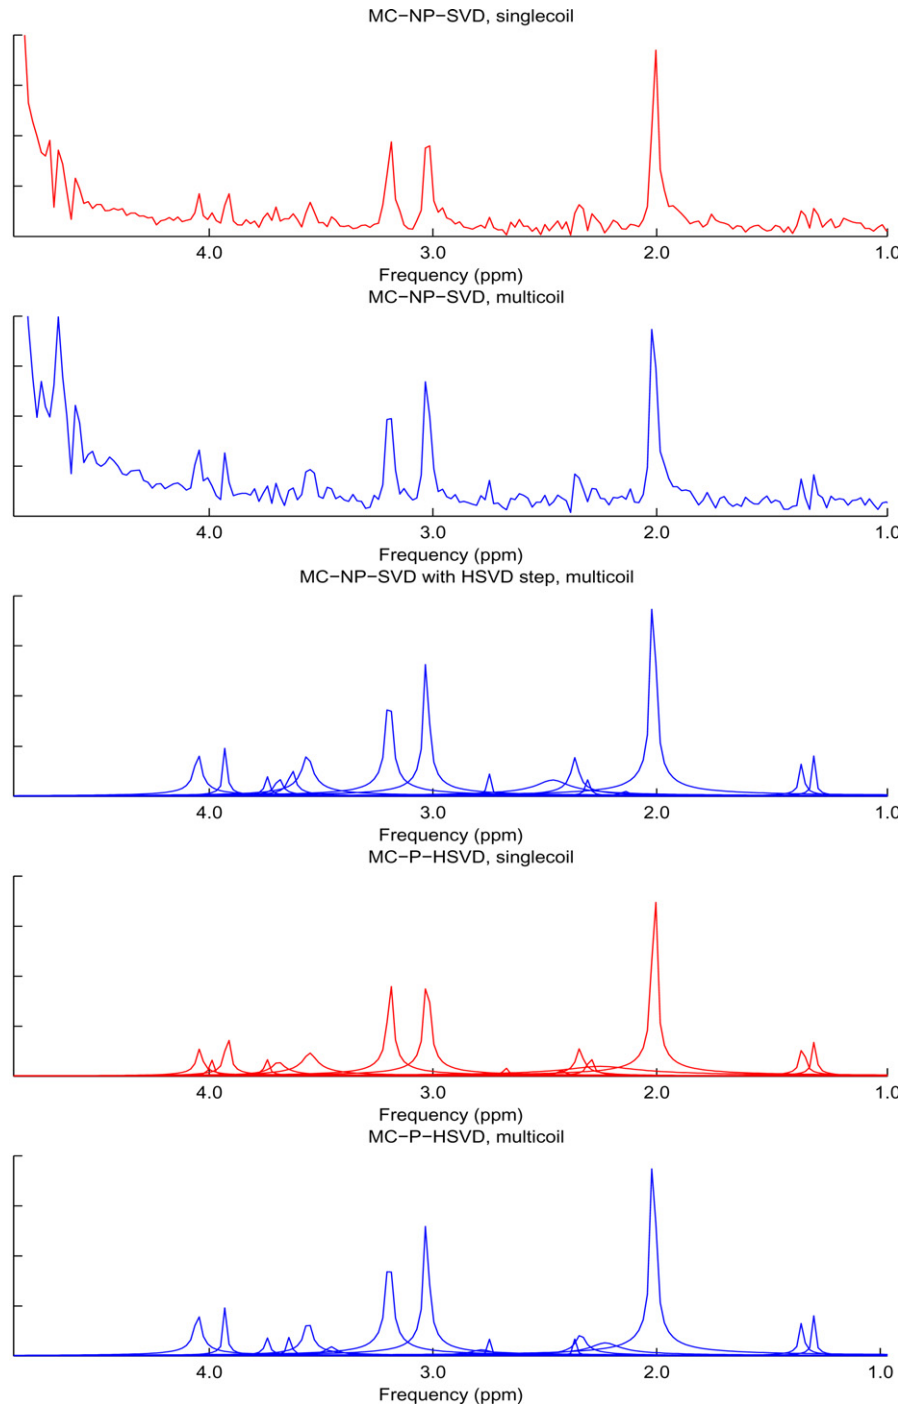 MC−NP−SVD, singlecoil
4.0 3.0 2.0 1.0
Frequency (ppm)
MC−NP−SVD, multicoil
4.0 3.0 2.0 1.0
Frequency (ppm)
MC−NP−SVD with HSVD step, multicoil
4.0 3.0 2.0 1.0
Frequency (ppm)
MC−P−HSVD, singlecoil
4.0 3.0 2.0 1.0
Frequency (ppm)
MC−P−HSVD, multicoil
4.0 3.0 2.0 1.0
Frequency (ppm)